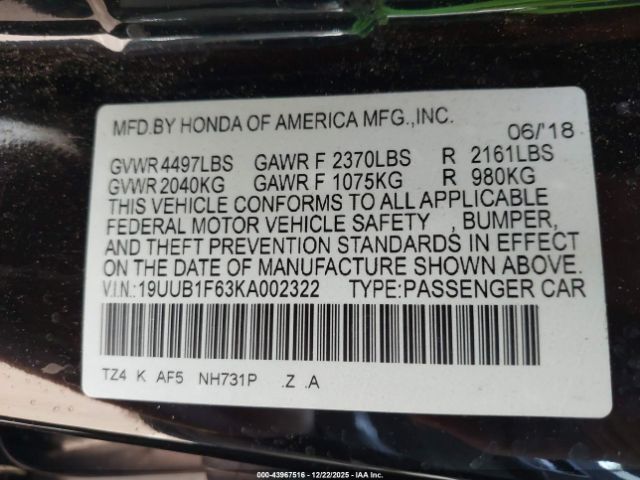 MFD.BY HONDA OF AMERICA MFG.,INC. 06/'18
GVWR 4497LBS GAWR F 2370LBS R 2161LBS
GVWR 2040KG GAWR F 1075KG R 980KG
THIS VEHICLE CONFORMS TO ALL APPLICABLE
FEDERAL MOTOR VEHICLE SAFETY , BUMPER,
AND THEFT PREVENTION STANDARDS IN EFFECT
ON THE DATE OF MANUFACTURE SHOWN ABOVE.
V.I.N.:19UUB1F63KA002322 TYPE:PASSENGER CAR
TZ4 K AF5 NH731P .Z .A
000-43967516 - 12/22/2025 - IAA Inc.